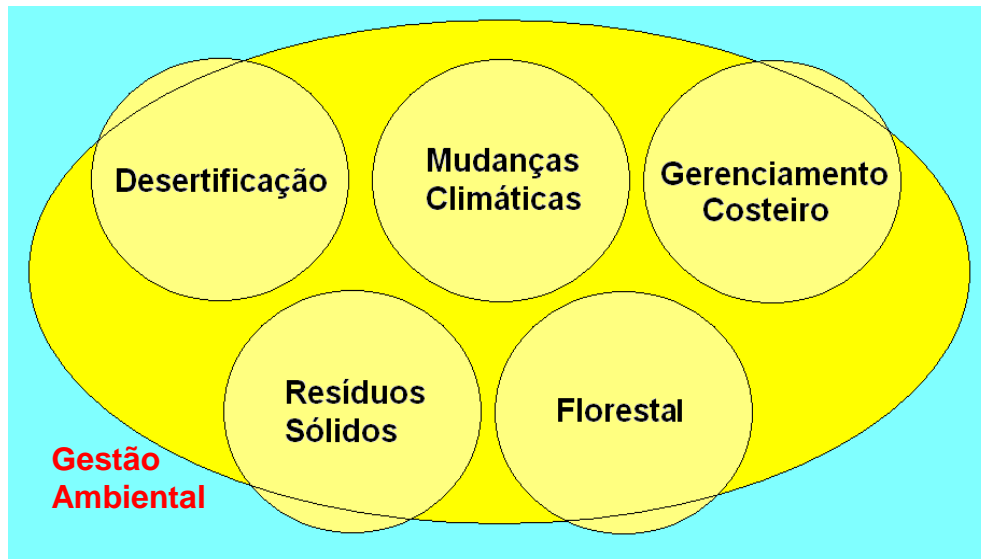 Desertificação
Mudanças
Climáticas
Gerenciamento
Costeiro
Resíduos
Sólidos
Florestal
Gestão
Ambiental